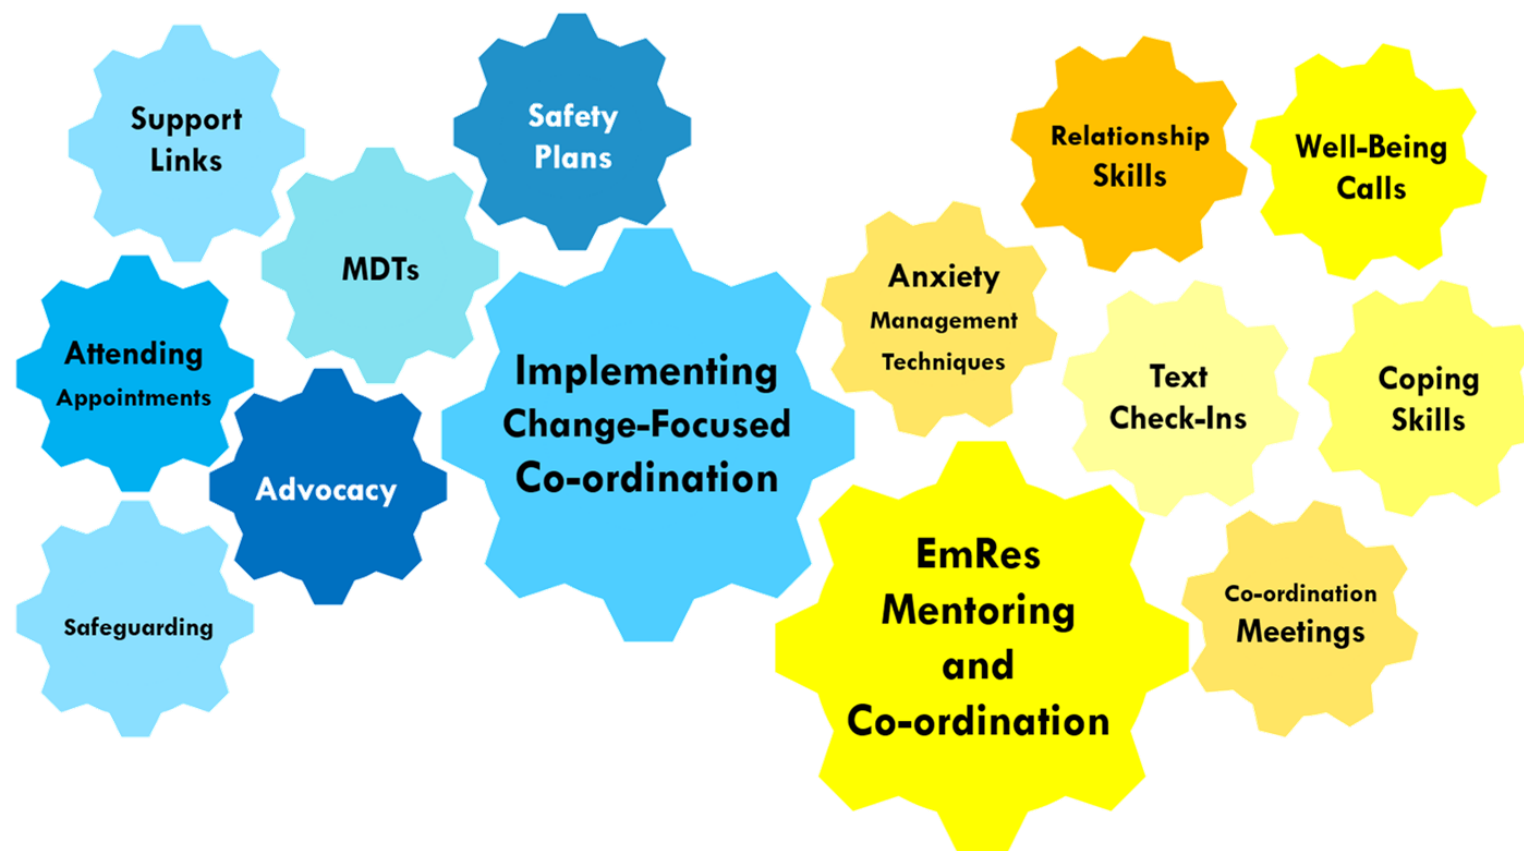 Support
Links
Safety
Plans
MDTs
Attending
Appointments
Advocacy
Safeguarding
Implementing
Change-Focused
Co-ordination
Relationship
Skills
Well-Being
Calls
Anxiety
Management
Techniques
Text
Check-Ins
Coping
Skills
EmRes
Mentoring
and
Co-ordination
Co-ordination
Meetings